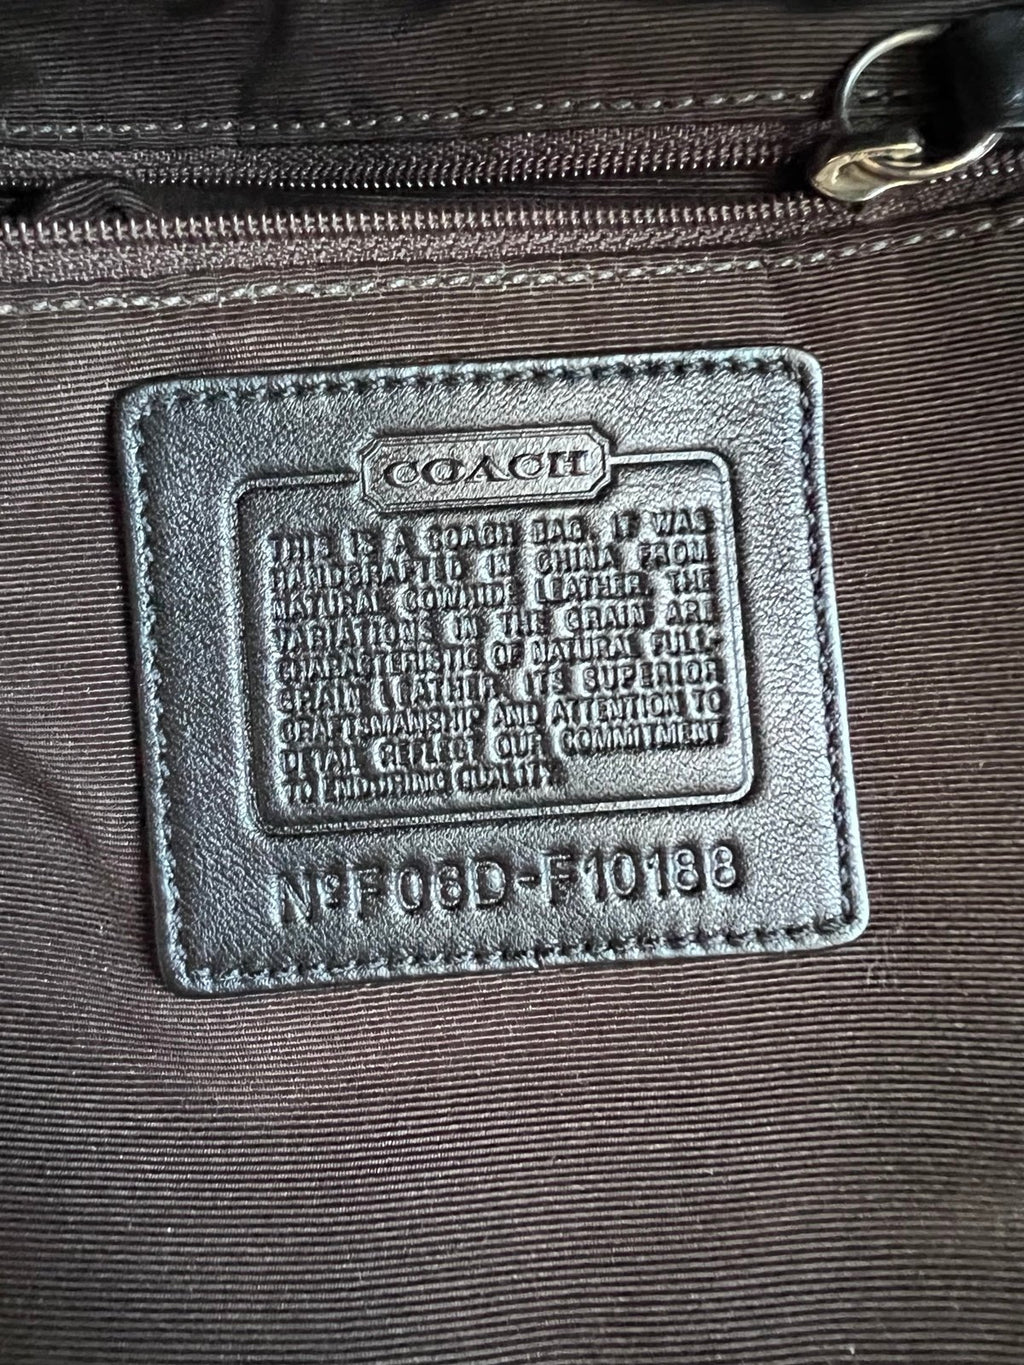 COACH
THIS IS A COACH BAG. IT WAS
HANDCRAFTED IN CHINA FROM
NATURAL COWHIDE LEATHER. THE
VARIATIONS IN THE GRAIN ARE
CHARACTERISTIC OF NATURAL FULL-
GRAIN LEATHER. ITS SUPERIOR
CRAFTSMANSHIP AND ATTENTION TO
DETAIL REFLECT OUR COMMITMENT
TO ENDURING QUALITY.
Nº F08D-F10188